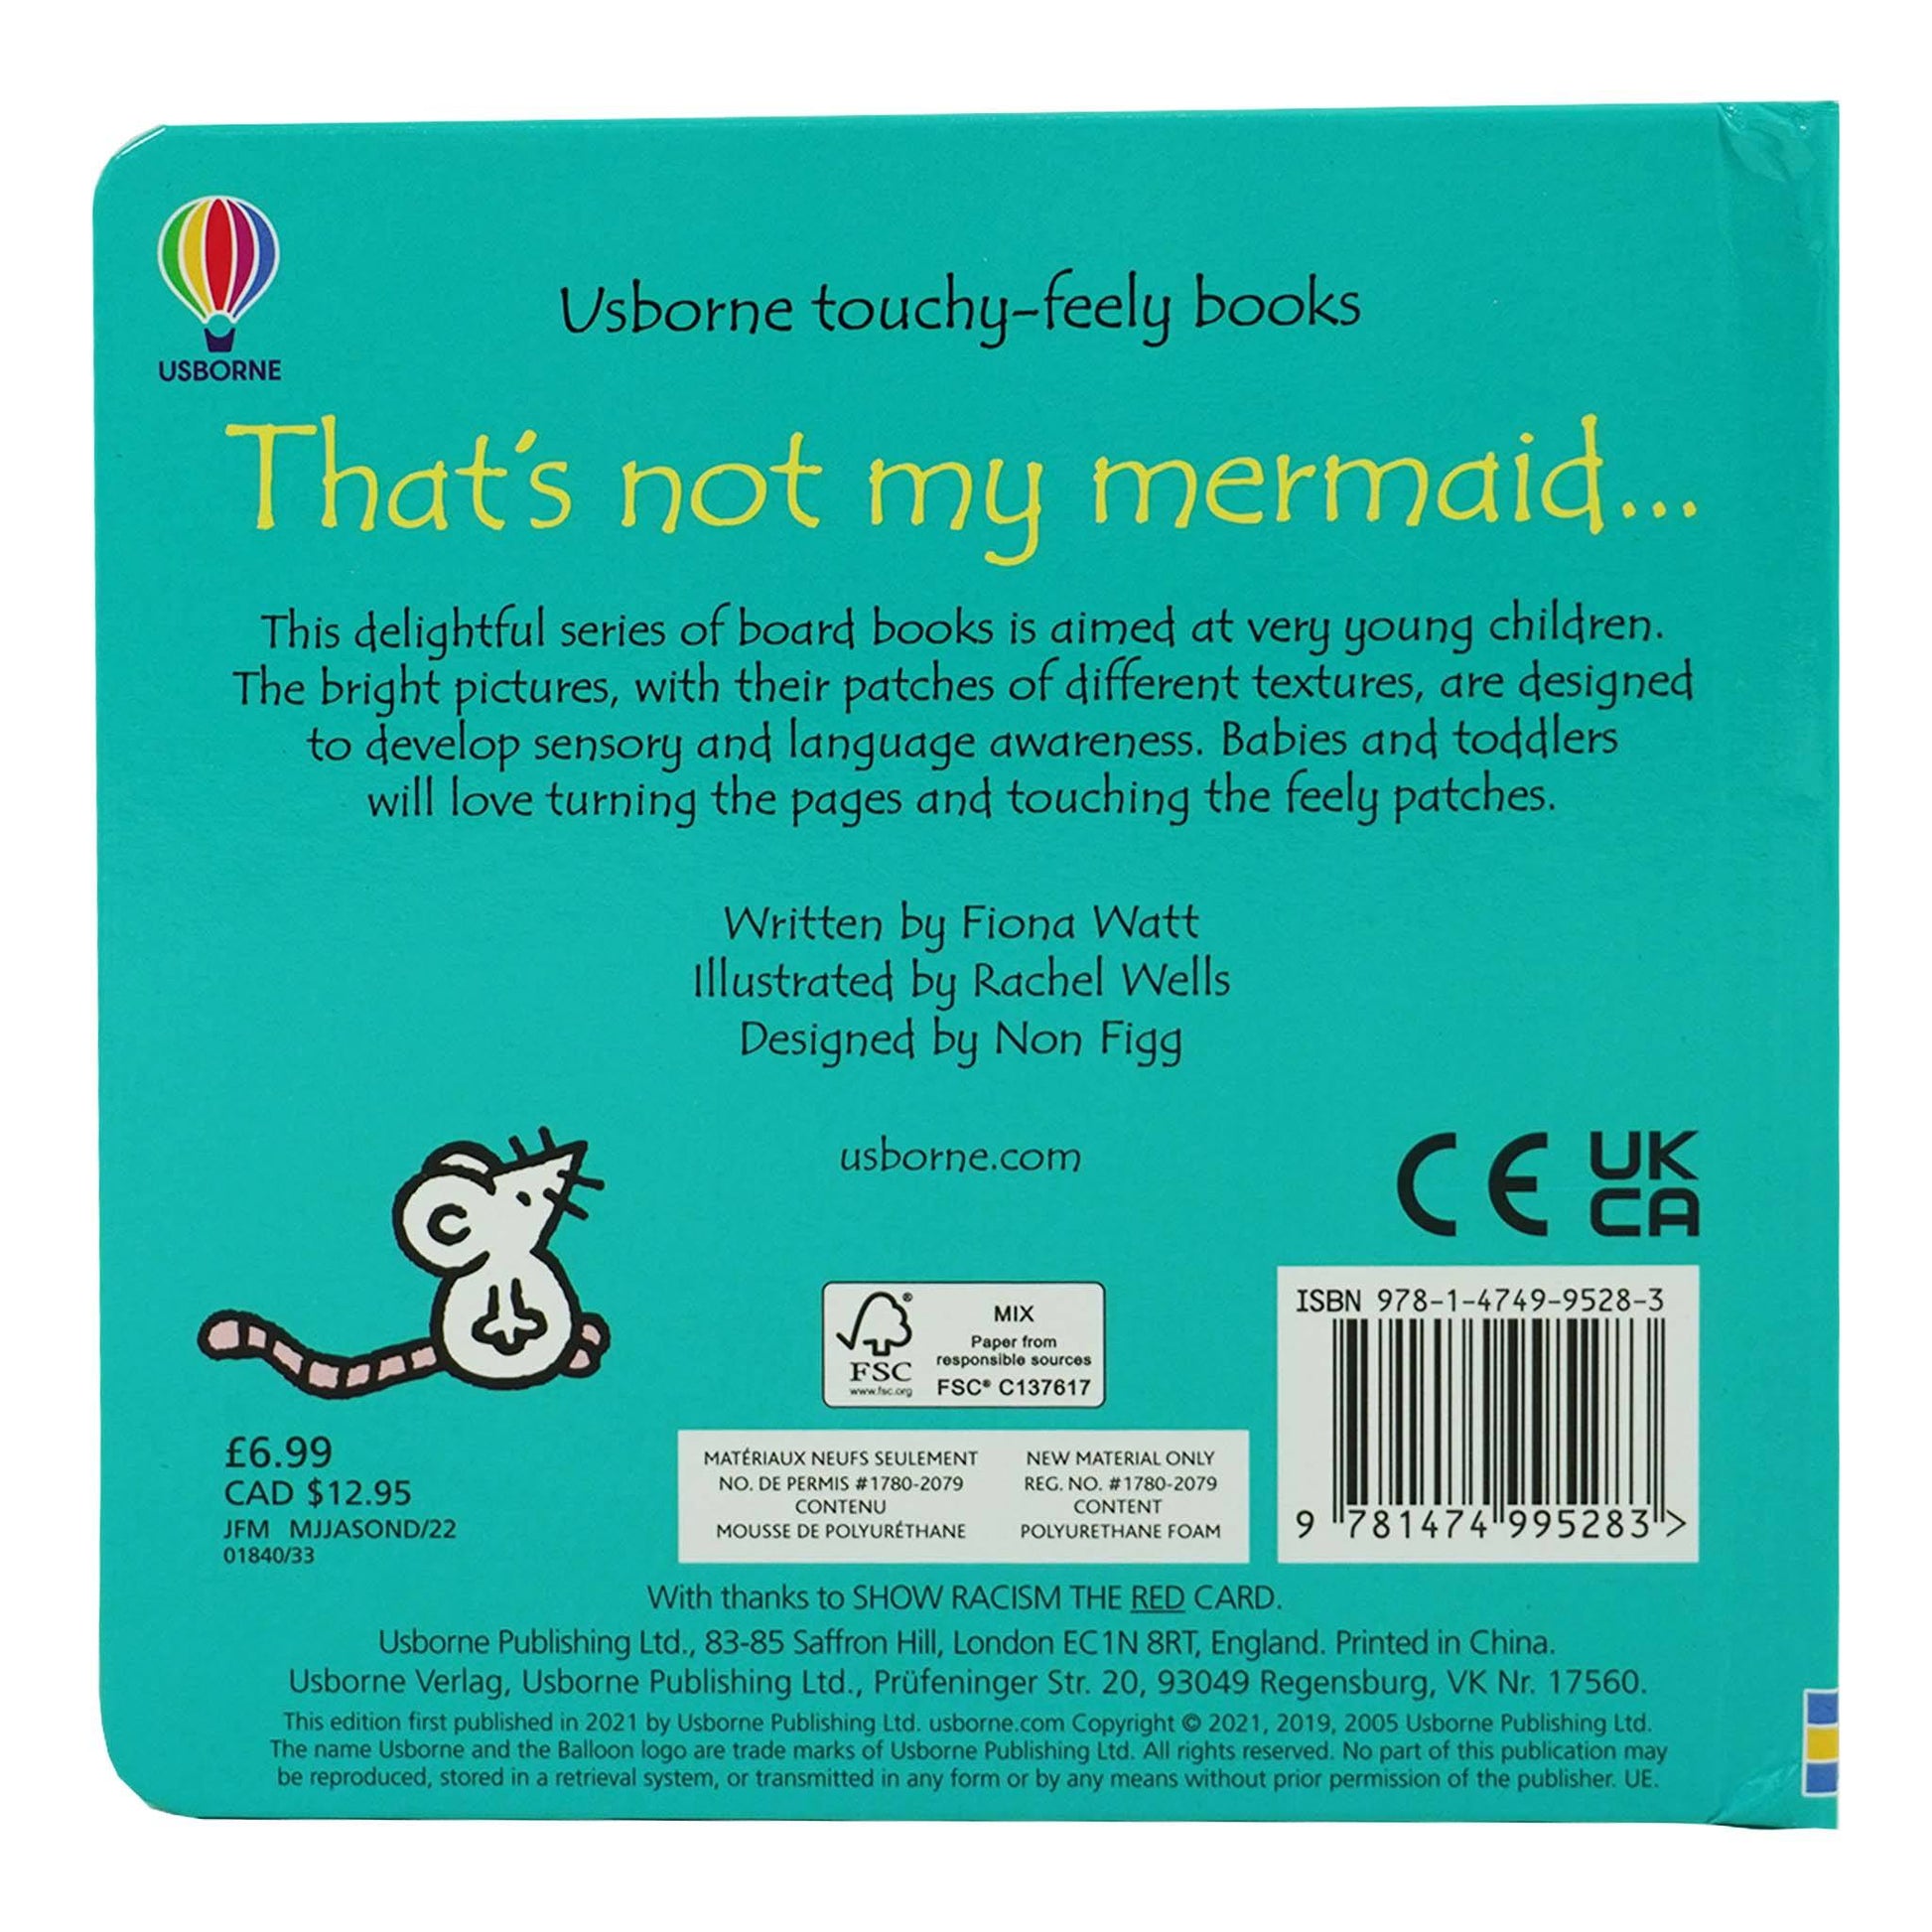 USBORNE
Usborne touchy-feely books
That's not my mermaid...
This delightful series of board books is aimed at very young children.
The bright pictures, with their patches of different textures, are designed
to develop sensory and language awareness. Babies and toddlers
will love turning the pages and touching the feely patches.
Written by Fiona Watt
Illustrated by Rachel Wells
Designed by Non Figg
usborne.com
CE UK
CA
FSC
www.fsc.org
MIX
Paper from
responsible sources
FSC® C137617
ISBN 978-1-4749-9528-3
9 781474 995283 >
£6.99
CAD $12.95
JFM MJJASOND/22
01840/33
MATÉRIAUX NEUFS SEULEMENT
NO. DE PERMIS #1780-2079
CONTENU
MOUSSE DE POLYURÉTHANE
NEW MATERIAL ONLY
REG. NO. #1780-2079
CONTENT
POLYURETHANE FOAM
With thanks to SHOW RACISM THE RED CARD.
Usborne Publishing Ltd., 83-85 Saffron Hill, London EC1N 8RT, England. Printed in China.
Usborne Verlag, Usborne Publishing Ltd., Prüfeninger Str. 20, 93049 Regensburg, VK Nr. 17560.
This edition first published in 2021 by Usborne Publishing Ltd. usborne.com Copyright © 2021, 2019, 2005 Usborne Publishing Ltd.
The name Usborne and the Balloon logo are trade marks of Usborne Publishing Ltd. All rights reserved. No part of this publication may
be reproduced, stored in a retrieval system, or transmitted in any form or by any means without prior permission of the publisher. UE.